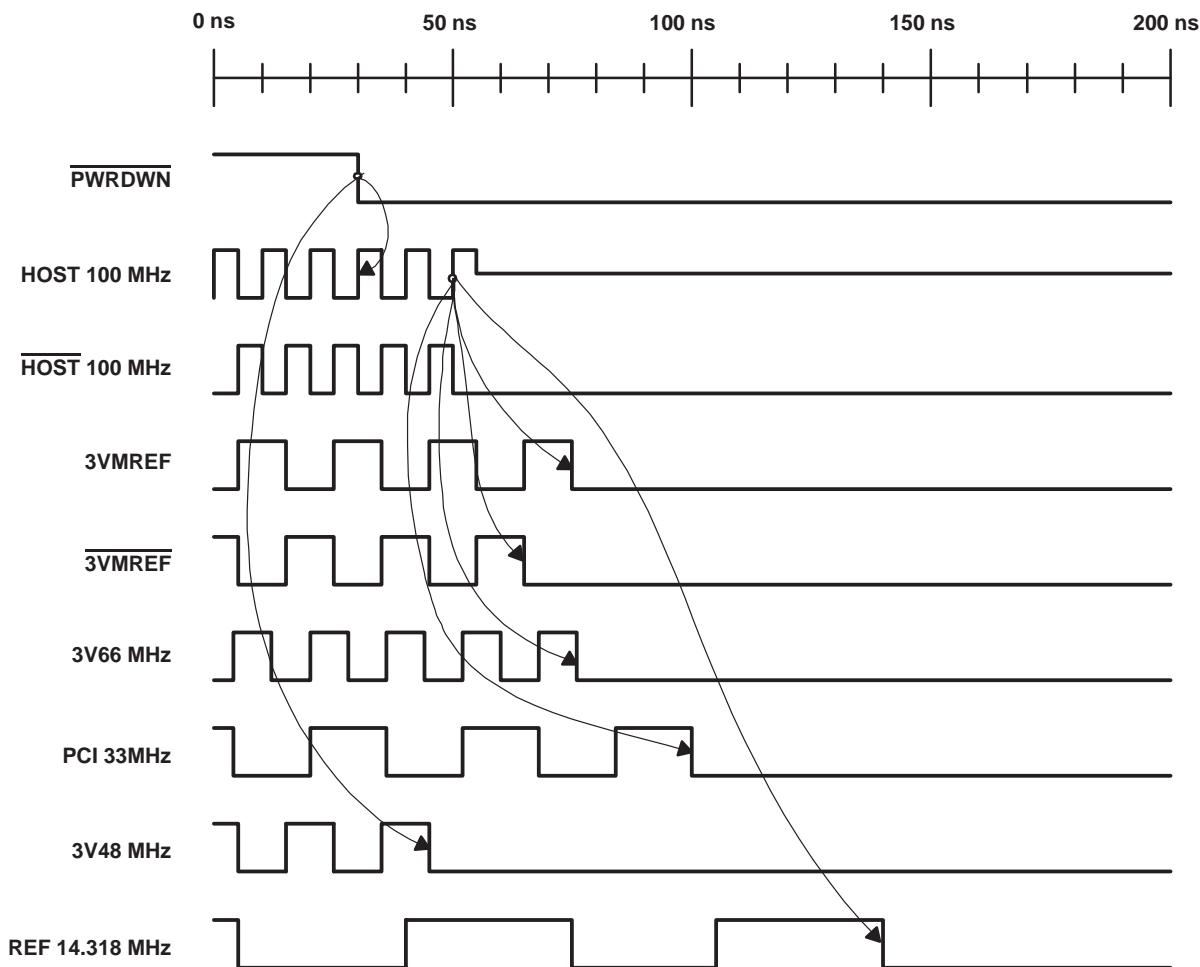 0 ns 50 ns 100 ns 150 ns 200 ns
PWRDWN
HOST 100 MHz
HOST 100 MHz
3VMREF
3VMREF
3V66 MHz
PCI 33MHz
3V48 MHz
REF 14.318 MHz